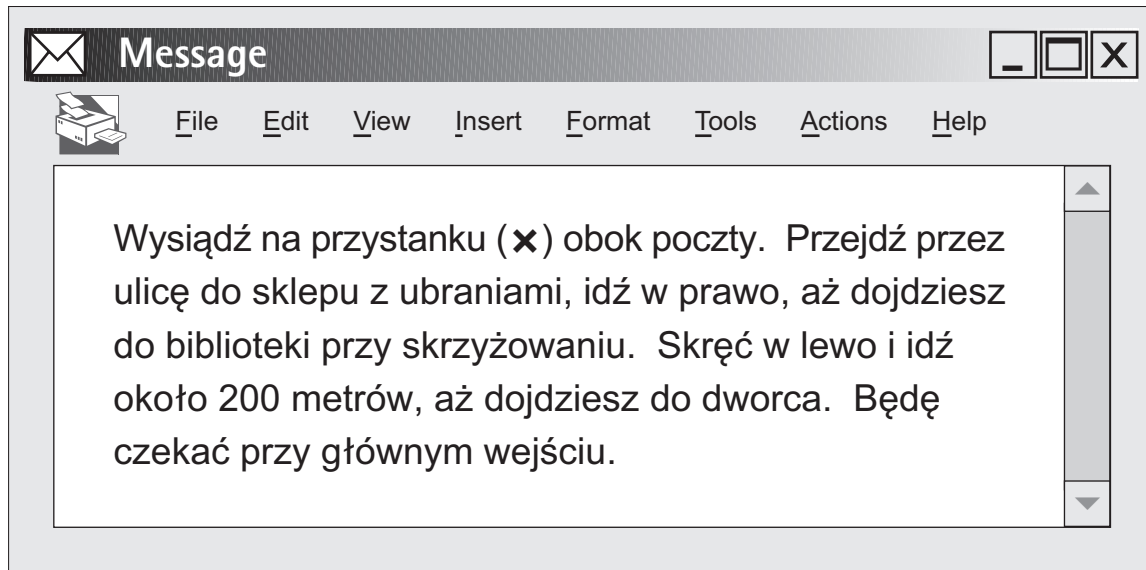 Message
File Edit View Insert Format Tools Actions Help
Wysiądź na przystanku (×) obok poczty. Przejdź przez
ulicę do sklepu z ubraniami, idź w prawo, aż dojdziesz
do biblioteki przy skrzyżowaniu. Skręć w lewo i idź
około 200 metrów, aż dojdziesz do dworca. Będę
czekać przy głównym wejściu.